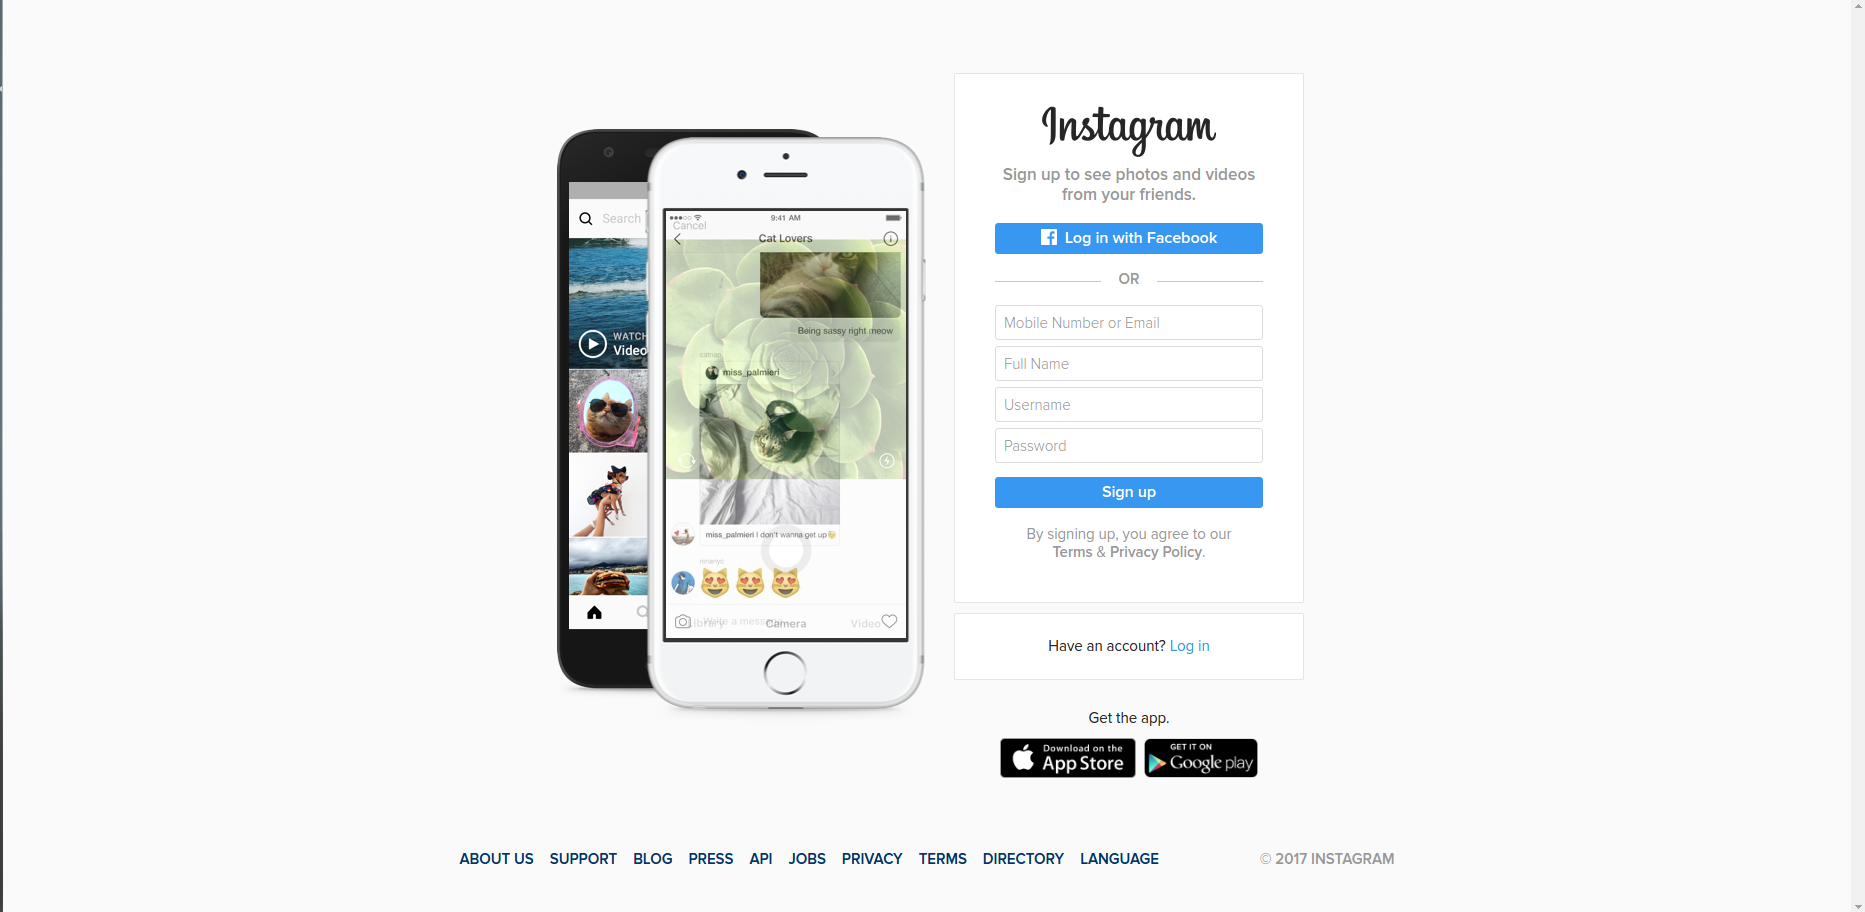 Search
WATCH
Video
9:41 AM
Cancel
Cat Lovers
Being sassy right meow
catnap
miss_palmieri
miss_palmieri I don't wanna get up
Library
Write a message
Camera
Video
Instagram
Sign up to see photos and videos
from your friends.
Log in with Facebook
OR
Mobile Number or Email
Full Name
Username
Password
Sign up
By signing up, you agree to our
Terms & Privacy Policy.
Have an account? Log in
Get the app.
Download on the
App Store
GET IT ON
Google play
ABOUT US SUPPORT BLOG PRESS API JOBS PRIVACY TERMS DIRECTORY LANGUAGE © 2017 INSTAGRAM